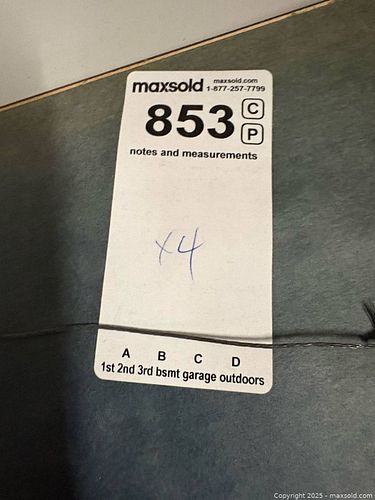 maxsold maxsold.com
1-877-257-7799
853 C
P
notes and measurements
x4
A B C D
1st 2nd 3rd bsmt garage outdoors
Copyright © 2025 - maxsold.com